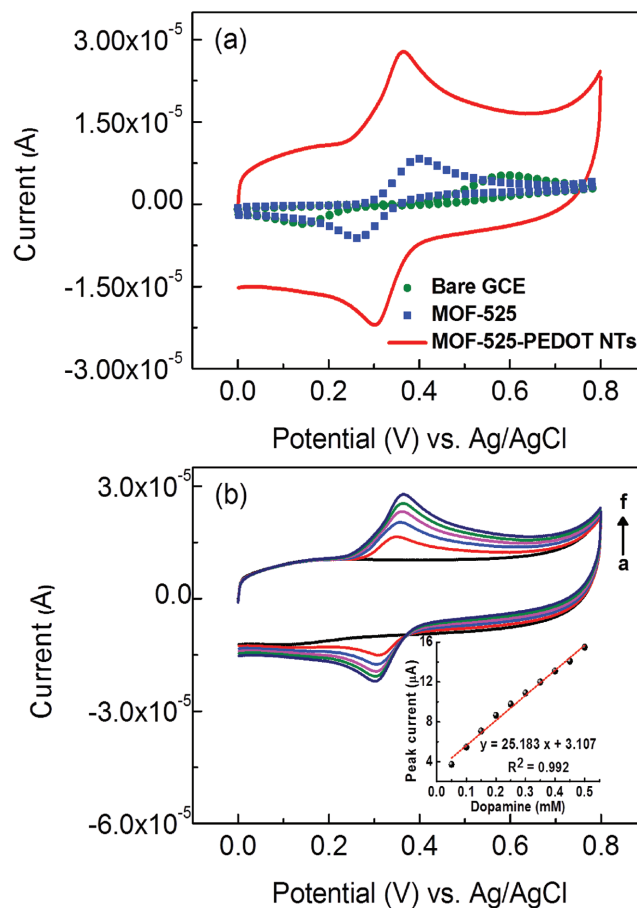 (a)
3.00x10⁻⁵
1.50x10⁻⁵
0.00
-1.50x10⁻⁵
-3.00x10⁻⁵
Current (A)
Bare GCE
MOF-525
MOF-525-PEDOT NTs
0.0 0.2 0.4 0.6 0.8
Potential (V) vs. Ag/AgCl
(b)
3.0x10⁻⁵
0.0
-3.0x10⁻⁵
-6.0x10⁻⁵
Current (A)
f
a
16
12
8
4
Peak current (µA)
y = 25.183 x + 3.107
R² = 0.992
0.0 0.1 0.2 0.3 0.4 0.5
Dopamine (mM)
0.0 0.2 0.4 0.6 0.8
Potential (V) vs. Ag/AgCl